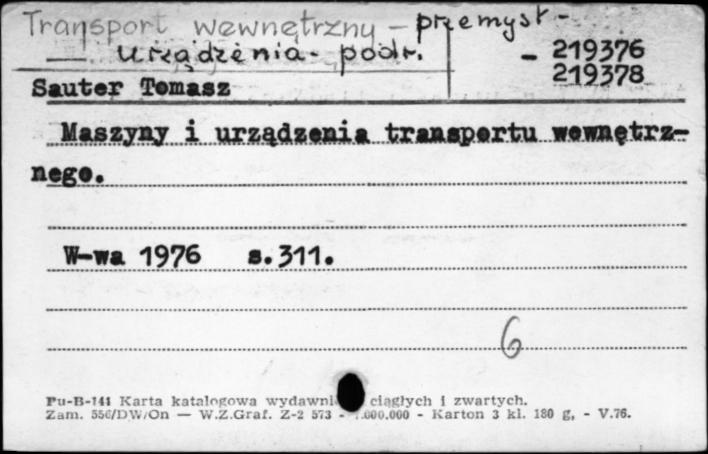 Transport wewnętrzny - przemysł -
— urządzenia - podr.
- 219376
219378
Sauter Tomasz
Maszyny i urządzenia transportu wewnętrz-
nego.
W-wa 1976 s.311.
6
Pu-B-141 Karta katalogowa wydawni ciągłych i zwartych.
Zam. 556/DW/On — W.Z.Graf. Z-2 573 - .000.000 - Karton 3 kl. 180 g, - V.76.